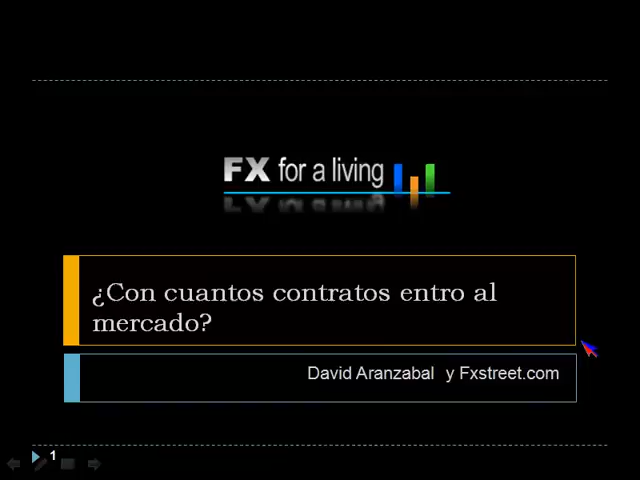 FX for a living
¿Con cuantos contratos entro al
mercado?
David Aranzabal y Fxstreet.com
1